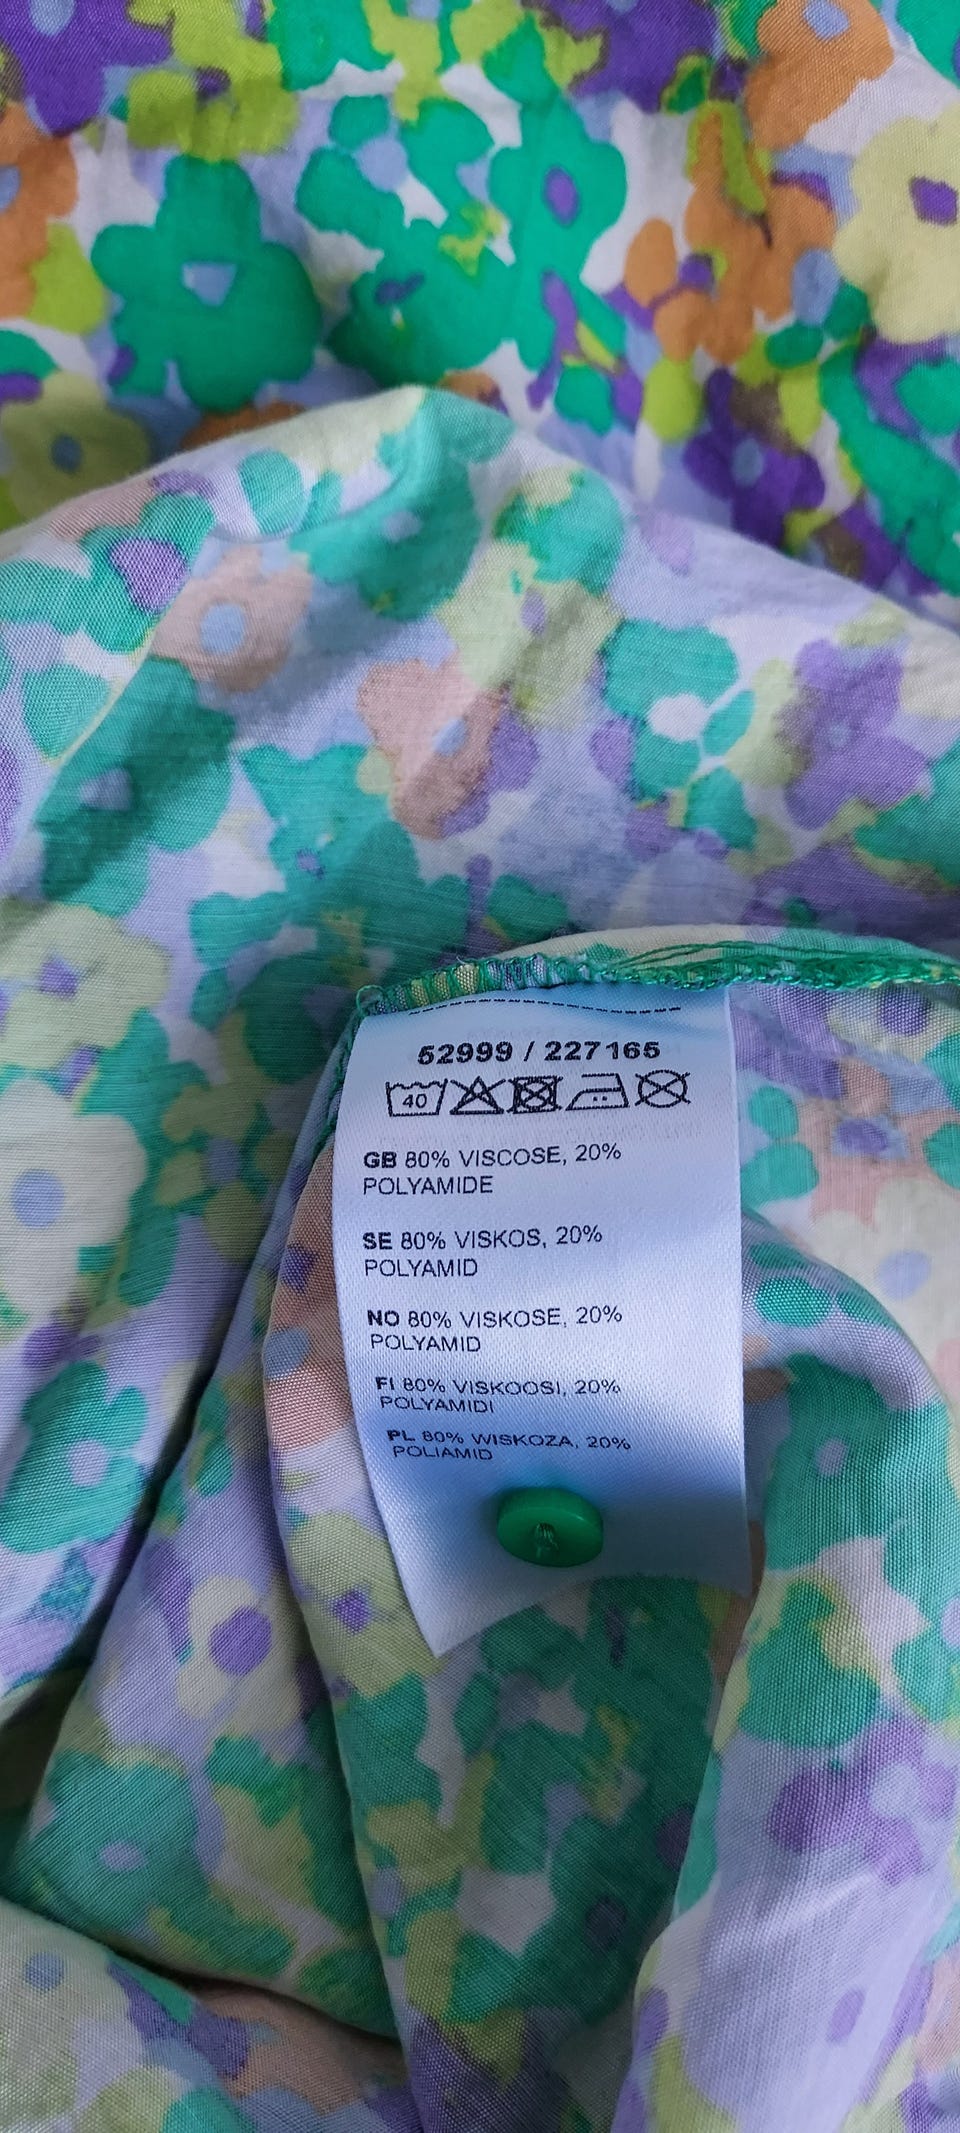 52999 / 227165
40
GB 80% VISCOSE, 20%
POLYAMIDE
SE 80% VISKOS, 20%
POLYAMID
NO 80% VISKOSE, 20%
POLYAMID
FI 80% VISKOOSI, 20%
POLYAMIDI
PL 80% WISKOZA, 20%
POLIAMID